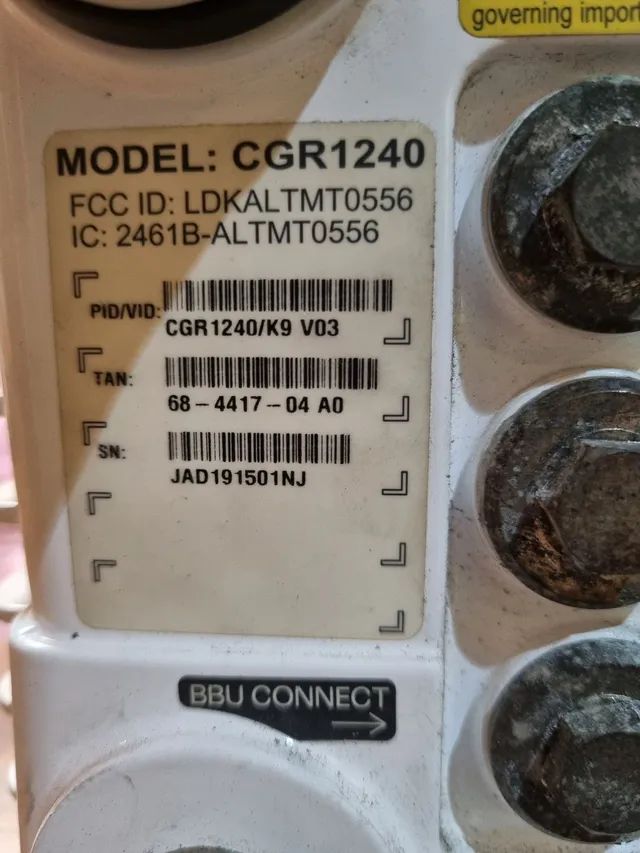 governing import
MODEL: CGR1240
FCC ID: LDKALTMT0556
IC: 2461B-ALTMT0556
PID/VID:
CGR1240/K9 V03
TAN:
68-4417-04 A0
SN:
JAD191501NJ
BBU CONNECT